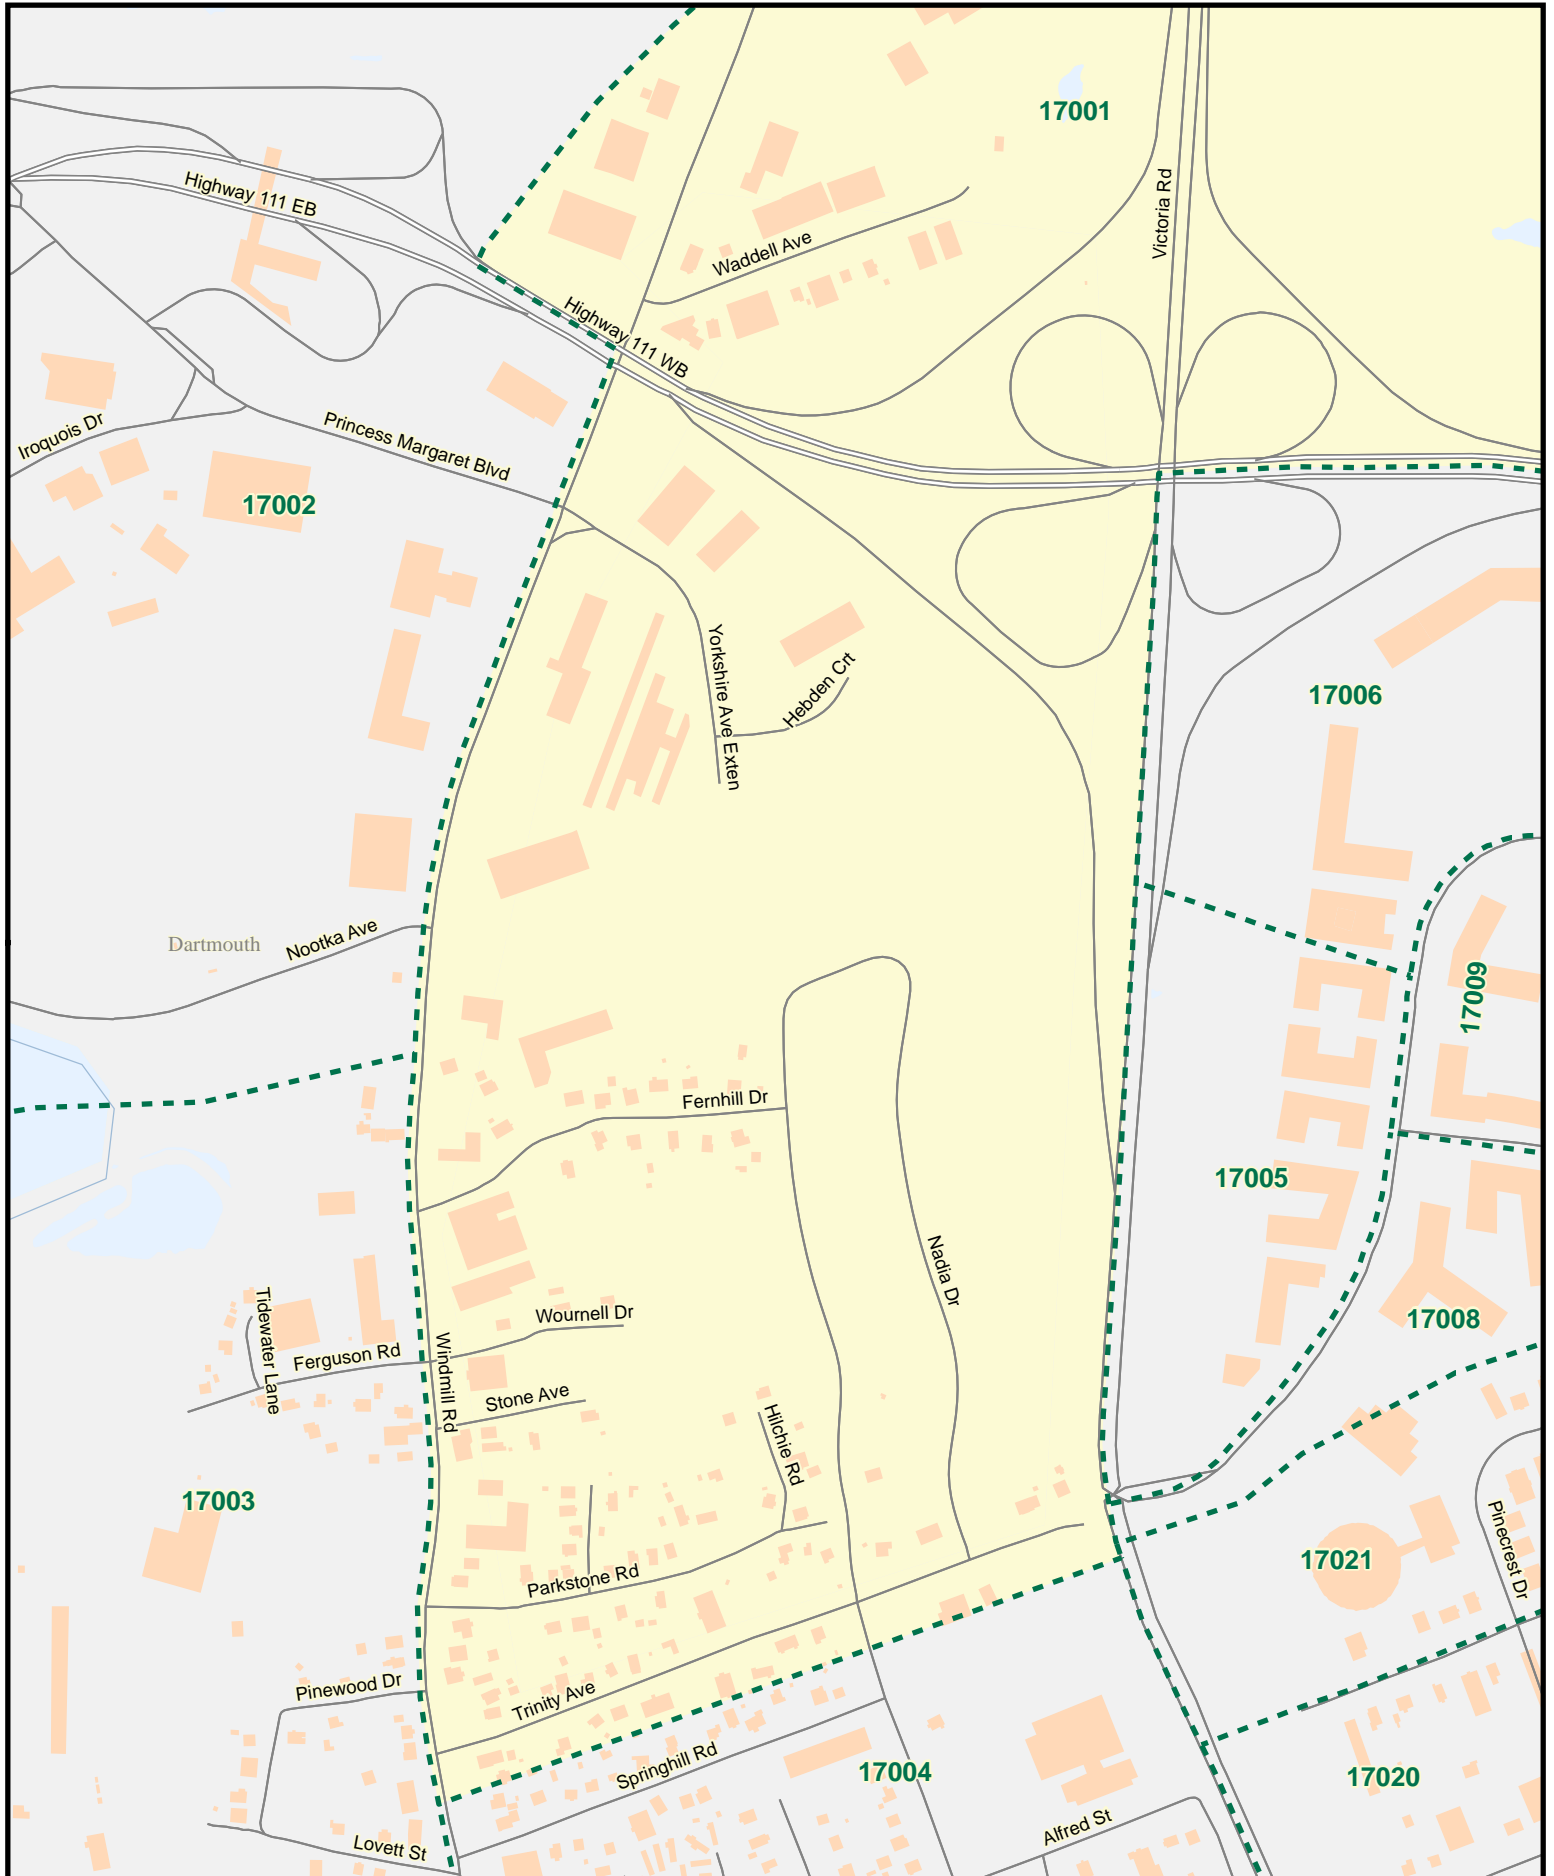 17001
Highway 111 EB
Victoria Rd
Waddell Ave
Highway 111 WB
Iroquois Dr
Princess Margaret Blvd
17002
Yorkshire Ave Exten
Hebden Crt
17006
Dartmouth
Nootka Ave
17009
Fernhill Dr
17005
Nadia Dr
Tidewater Lane
Wournell Dr
17008
Ferguson Rd
Windmill Rd
Stone Ave
Hilchie Rd
17003
Pinecrest Dr
17021
Parkstone Rd
Pinewood Dr
Trinity Ave
Springhill Rd
17004
17020
Alfred St
Lovett St